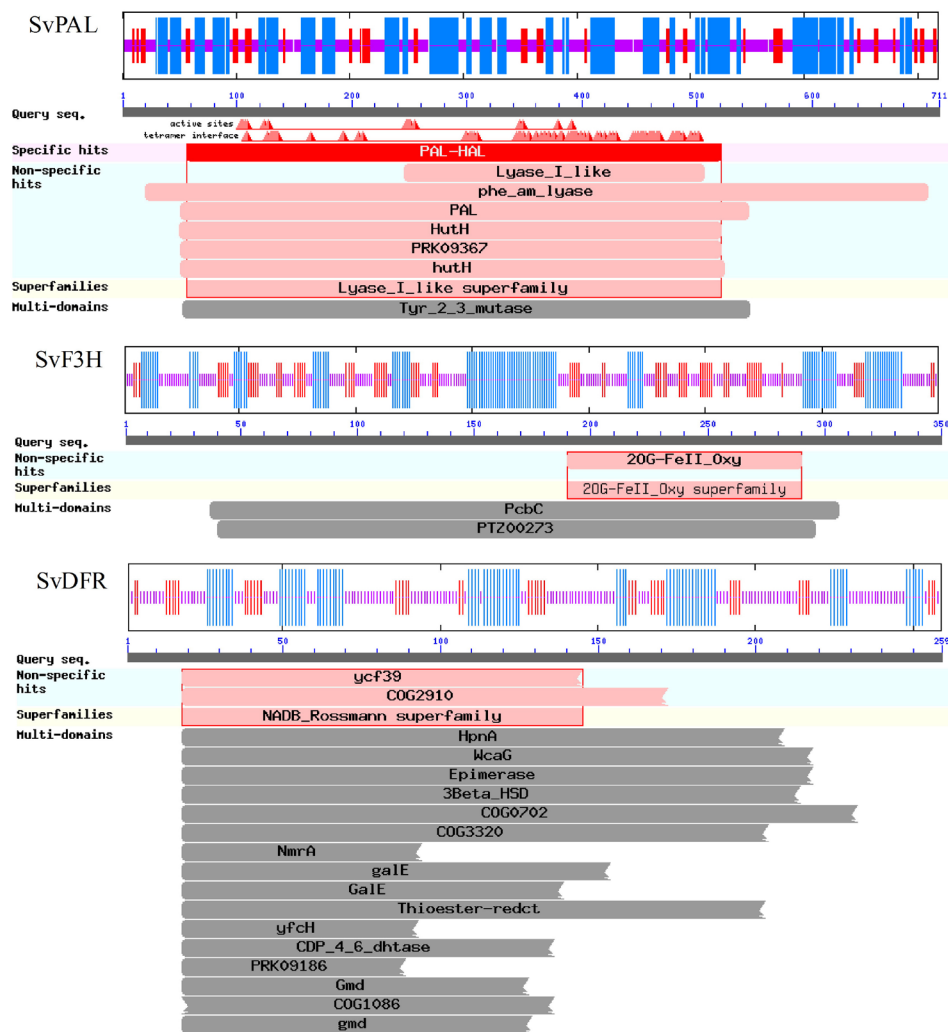 SvPAL
1 100 200 300 400 500 600 711
Query seq.
active sites
tetramer interface
Specific hits PAL-HAL
Non-specific hits Lyase_I_like
phe_am_lyase
PAL
HutH
PRK09367
hutH
Superfamilies Lyase_I_like superfamily
Multi-domains Tyr_2_3_mutase
SvF3H
1 50 100 150 200 250 300 350
Query seq.
Non-specific hits 2OG-FeII_Oxy
Superfamilies 2OG-FeII_Oxy superfamily
Multi-domains PcbC
PTZ00273
SvDFR
1 50 100 150 200 259
Query seq.
Non-specific hits ycf39
COG2910
Superfamilies NADB_Rossmann superfamily
Multi-domains HpnA
WcaG
Epimerase
3Beta_HSD
COG0702
COG3320
NmrA
galE
GalE
Thioester-redct
yfcH
CDP_4_6_dhtase
PRK09186
Gmd
COG1086
gmd